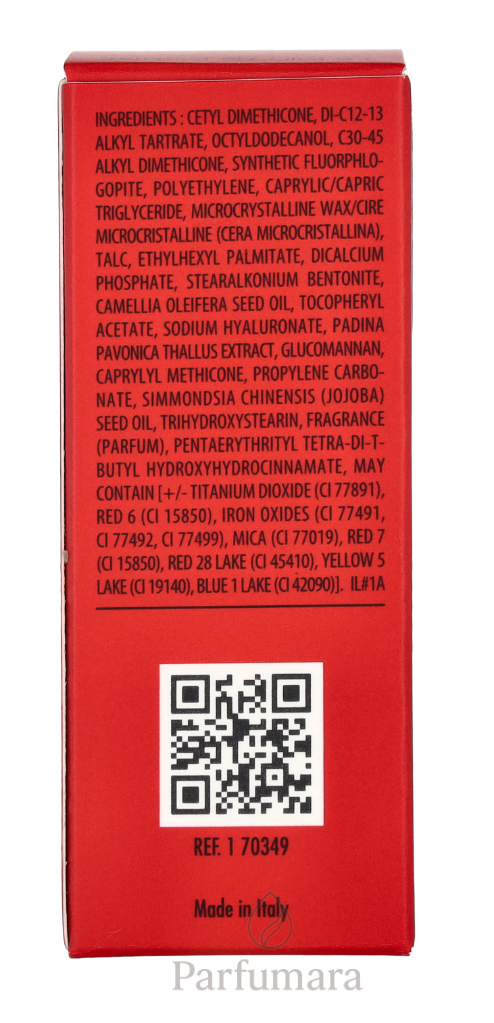 INGREDIENTS : CETYL DIMETHICONE, DI-C12-13
ALKYL TARTRATE, OCTYLDODECANOL, C30-45
ALKYL DIMETHICONE, SYNTHETIC FLUORPHLO-
GOPITE, POLYETHYLENE, CAPRYLIC/CAPRIC
TRIGLYCERIDE, MICROCRYSTALLINE WAX/CIRE
MICROCRISTALLINE (CERA MICROCRISTALLINA),
TALC, ETHYLHEXYL PALMITATE, DICALCIUM
PHOSPHATE, STEARALKONIUM BENTONITE,
CAMELLIA OLEIFERA SEED OIL, TOCOPHERYL
ACETATE, SODIUM HYALURONATE, PADINA
PAVONICA THALLUS EXTRACT, GLUCOMANNAN,
CAPRYLYL METHICONE, PROPYLENE CARBO-
NATE, SIMMONDSIA CHINENSIS (JOJOBA)
SEED OIL, TRIHYDROXYSTEARIN, FRAGRANCE
(PARFUM), PENTAERYTHRITYL TETRA-DI-T-
BUTYL HYDROXYHYDROCINNAMATE, MAY
CONTAIN [+/- TITANIUM DIOXIDE (CI 77891),
RED 6 (CI 15850), IRON OXIDES (CI 77491,
CI 77492, CI 77499), MICA (CI 77019), RED 7
(CI 15850), RED 28 LAKE (CI 45410), YELLOW 5
LAKE (CI 19140), BLUE 1 LAKE (CI 42090)]. IL#1A
REF. 1 70349
Made in Italy
Parfumara